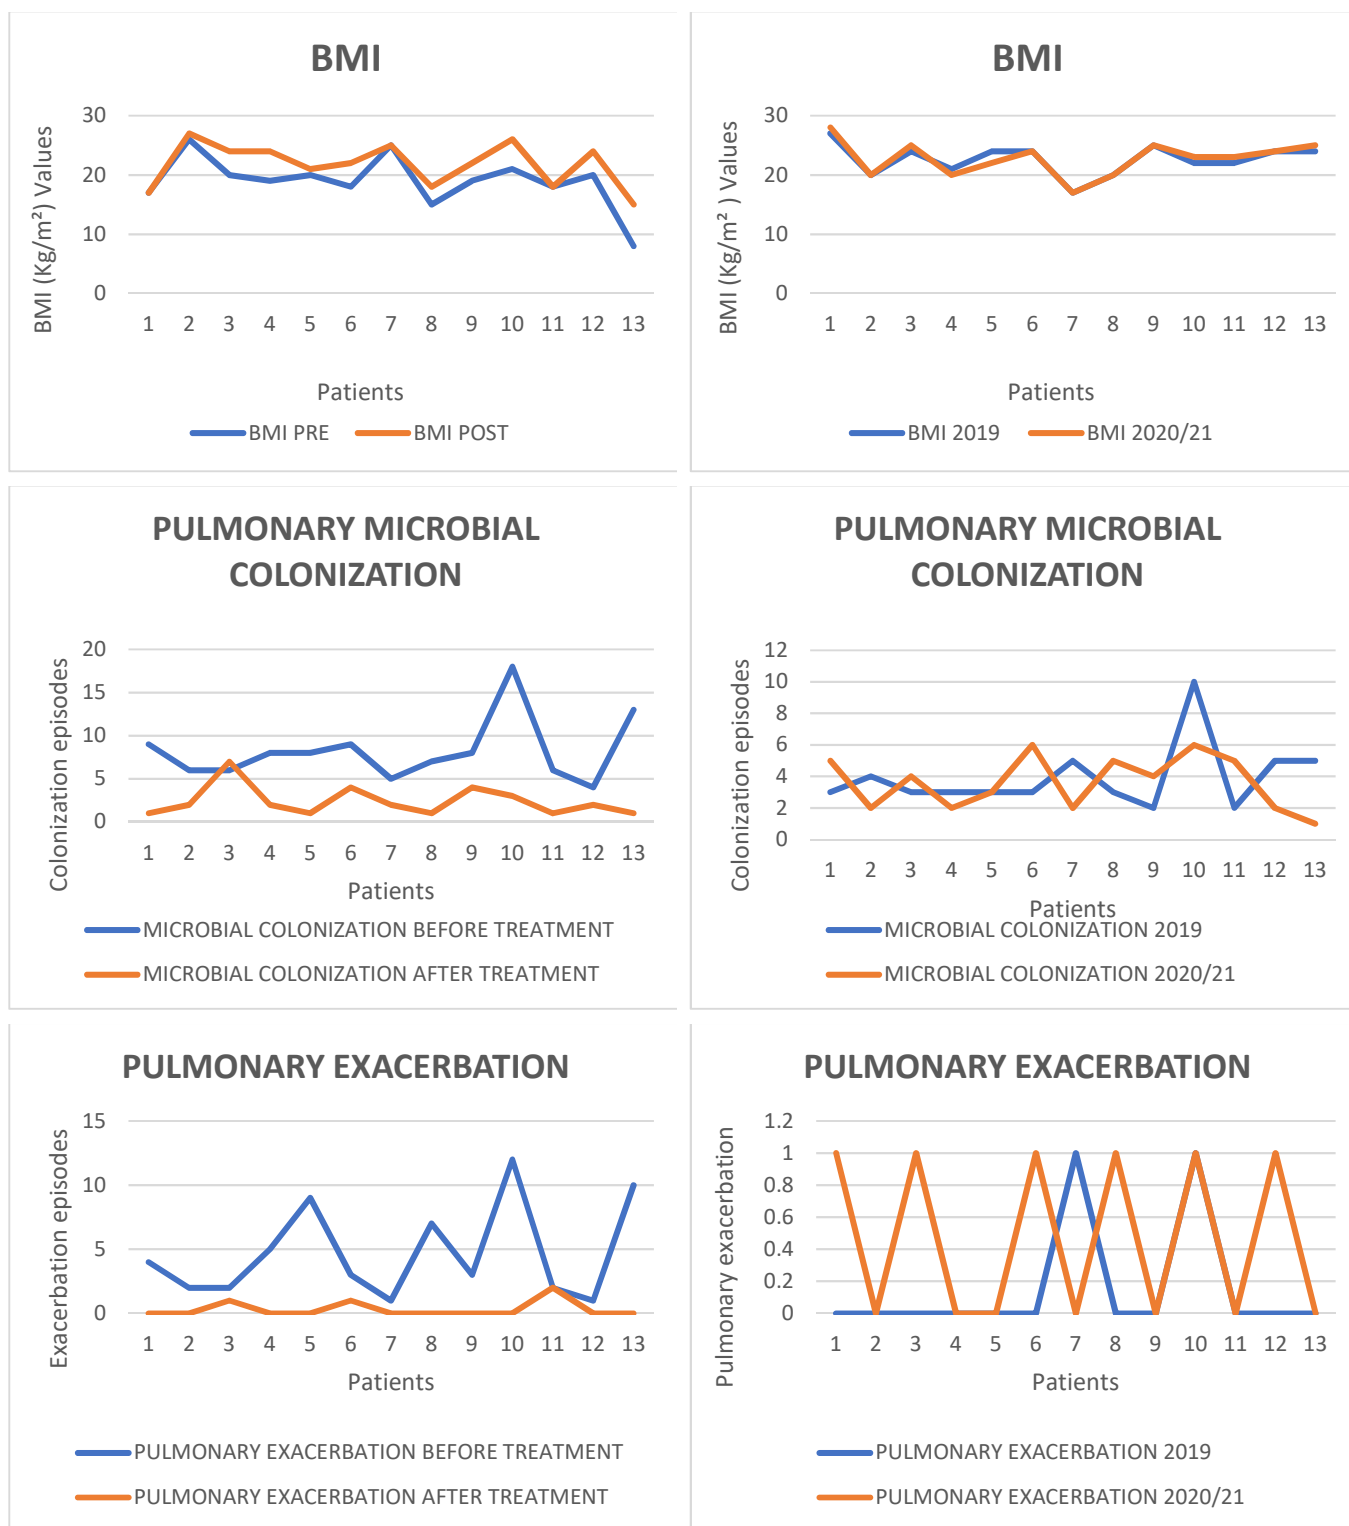 BMI
BMI (Kg/m²) Values
30
20
10
0
1 2 3 4 5 6 7 8 9 10 11 12 13
Patients
BMI PRE BMI POST
BMI
BMI (Kg/m² ) Values
30
20
10
0
1 2 3 4 5 6 7 8 9 10 11 12 13
Patients
BMI 2019 BMI 2020/21
PULMONARY MICROBIAL
COLONIZATION
Colonization episodes
20
15
10
5
0
1 2 3 4 5 6 7 8 9 10 11 12 13
Patients
MICROBIAL COLONIZATION BEFORE TREATMENT
MICROBIAL COLONIZATION AFTER TREATMENT
PULMONARY MICROBIAL
COLONIZATION
Colonization episodes
12
10
8
6
4
2
0
1 2 3 4 5 6 7 8 9 10 11 12 13
Patients
MICROBIAL COLONIZATION 2019
MICROBIAL COLONIZATION 2020/21
PULMONARY EXACERBATION
Exacerbation episodes
15
10
5
0
1 2 3 4 5 6 7 8 9 10 11 12 13
Patients
PULMONARY EXACERBATION BEFORE TREATMENT
PULMONARY EXACERBATION AFTER TREATMENT
PULMONARY EXACERBATION
Pulmonary exacerbation
1.2
1
0.8
0.6
0.4
0.2
0
1 2 3 4 5 6 7 8 9 10 11 12 13
Patients
PULMONARY EXACERBATION 2019
PULMONARY EXACERBATION 2020/21